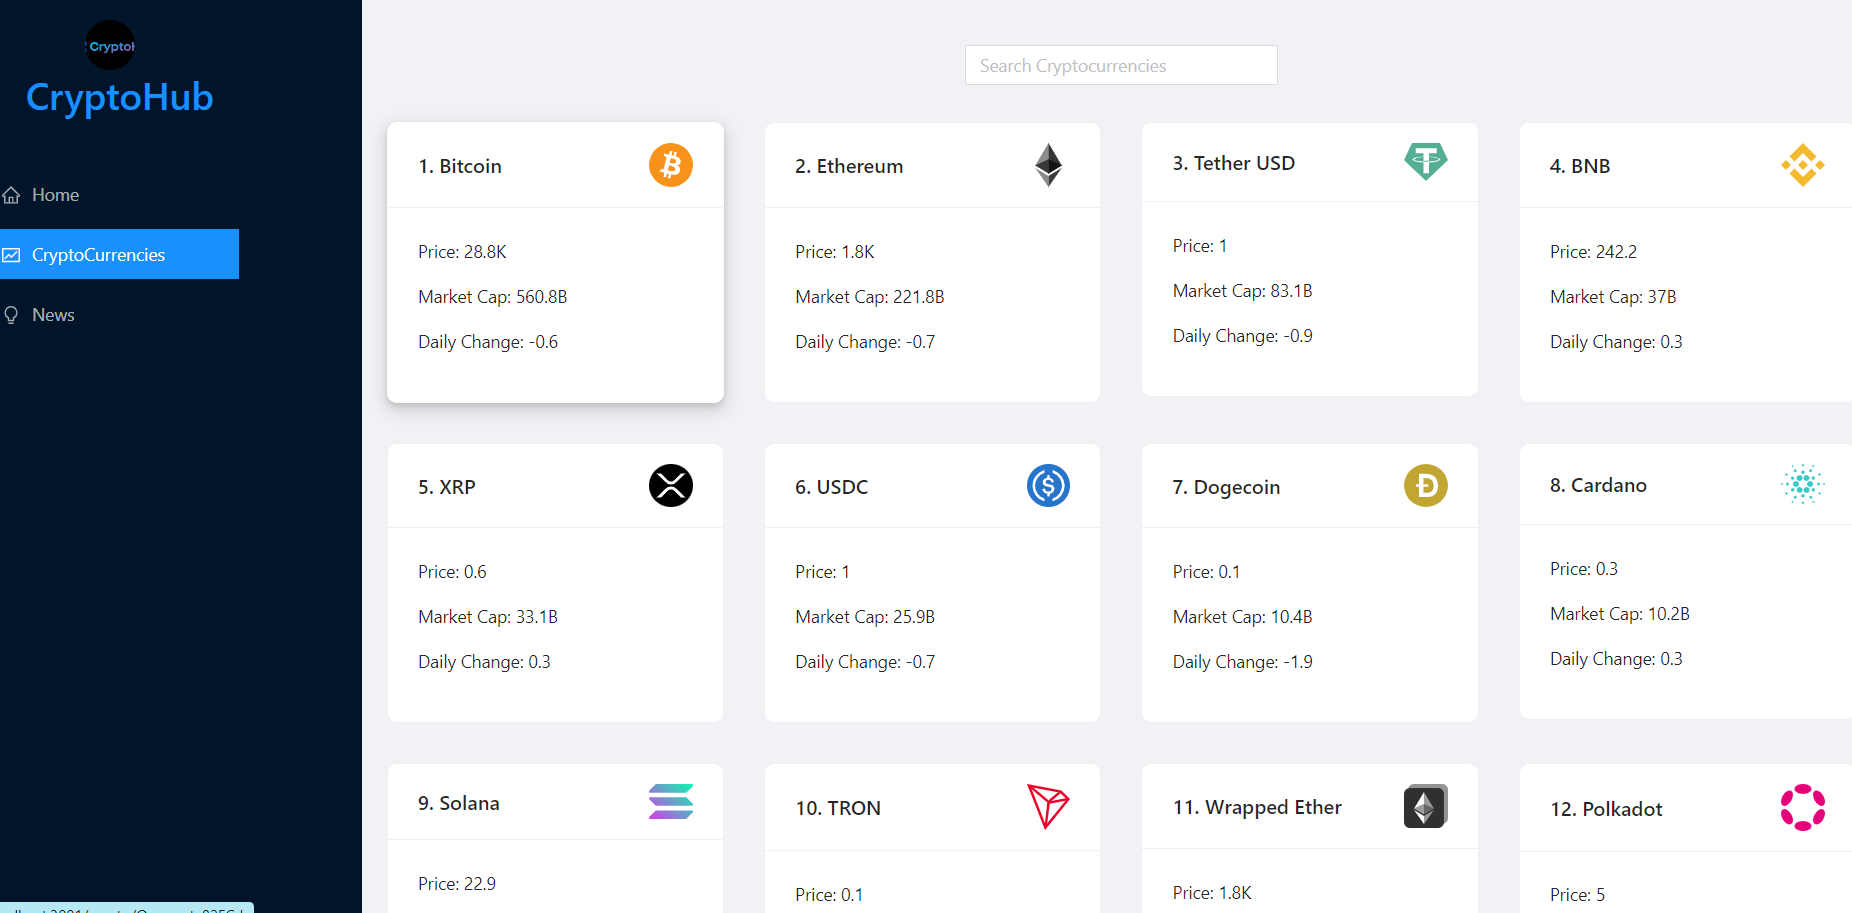 Crypto
CryptoHub
Home
CryptoCurrencies
News
Search Cryptocurrencies
1. Bitcoin
Price: 28.8K
Market Cap: 560.8B
Daily Change: -0.6
2. Ethereum
Price: 1.8K
Market Cap: 221.8B
Daily Change: -0.7
3. Tether USD
Price: 1
Market Cap: 83.1B
Daily Change: -0.9
4. BNB
Price: 242.2
Market Cap: 37B
Daily Change: 0.3
5. XRP
Price: 0.6
Market Cap: 33.1B
Daily Change: 0.3
6. USDC
Price: 1
Market Cap: 25.9B
Daily Change: -0.7
7. Dogecoin
Price: 0.1
Market Cap: 10.4B
Daily Change: -1.9
8. Cardano
Price: 0.3
Market Cap: 10.2B
Daily Change: 0.3
9. Solana
Price: 22.9
10. TRON
Price: 0.1
11. Wrapped Ether
Price: 1.8K
12. Polkadot
Price: 5